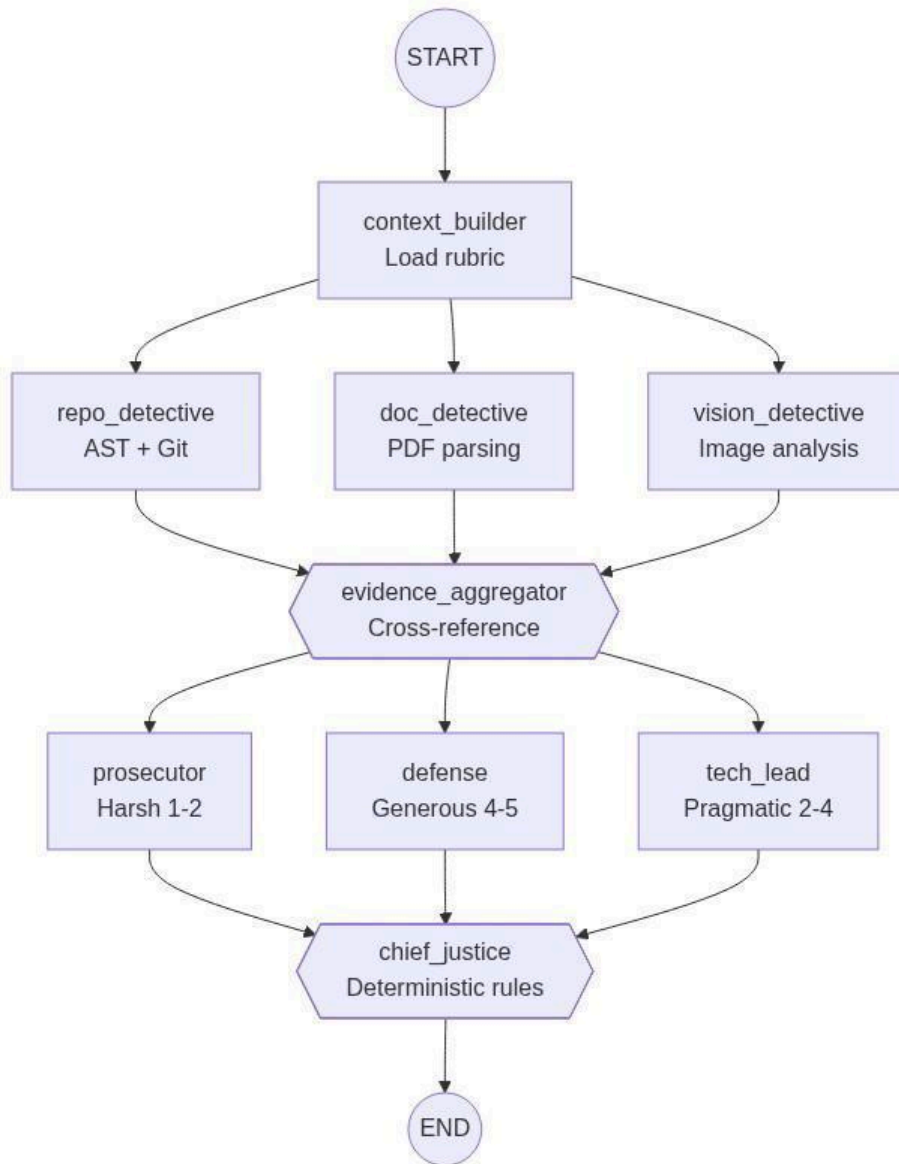 START
context_builder
Load rubric
repo_detective
AST + Git
doc_detective
PDF parsing
vision_detective
Image analysis
evidence_aggregator
Cross-reference
prosecutor
Harsh 1-2
defense
Generous 4-5
tech_lead
Pragmatic 2-4
chief_justice
Deterministic rules
END